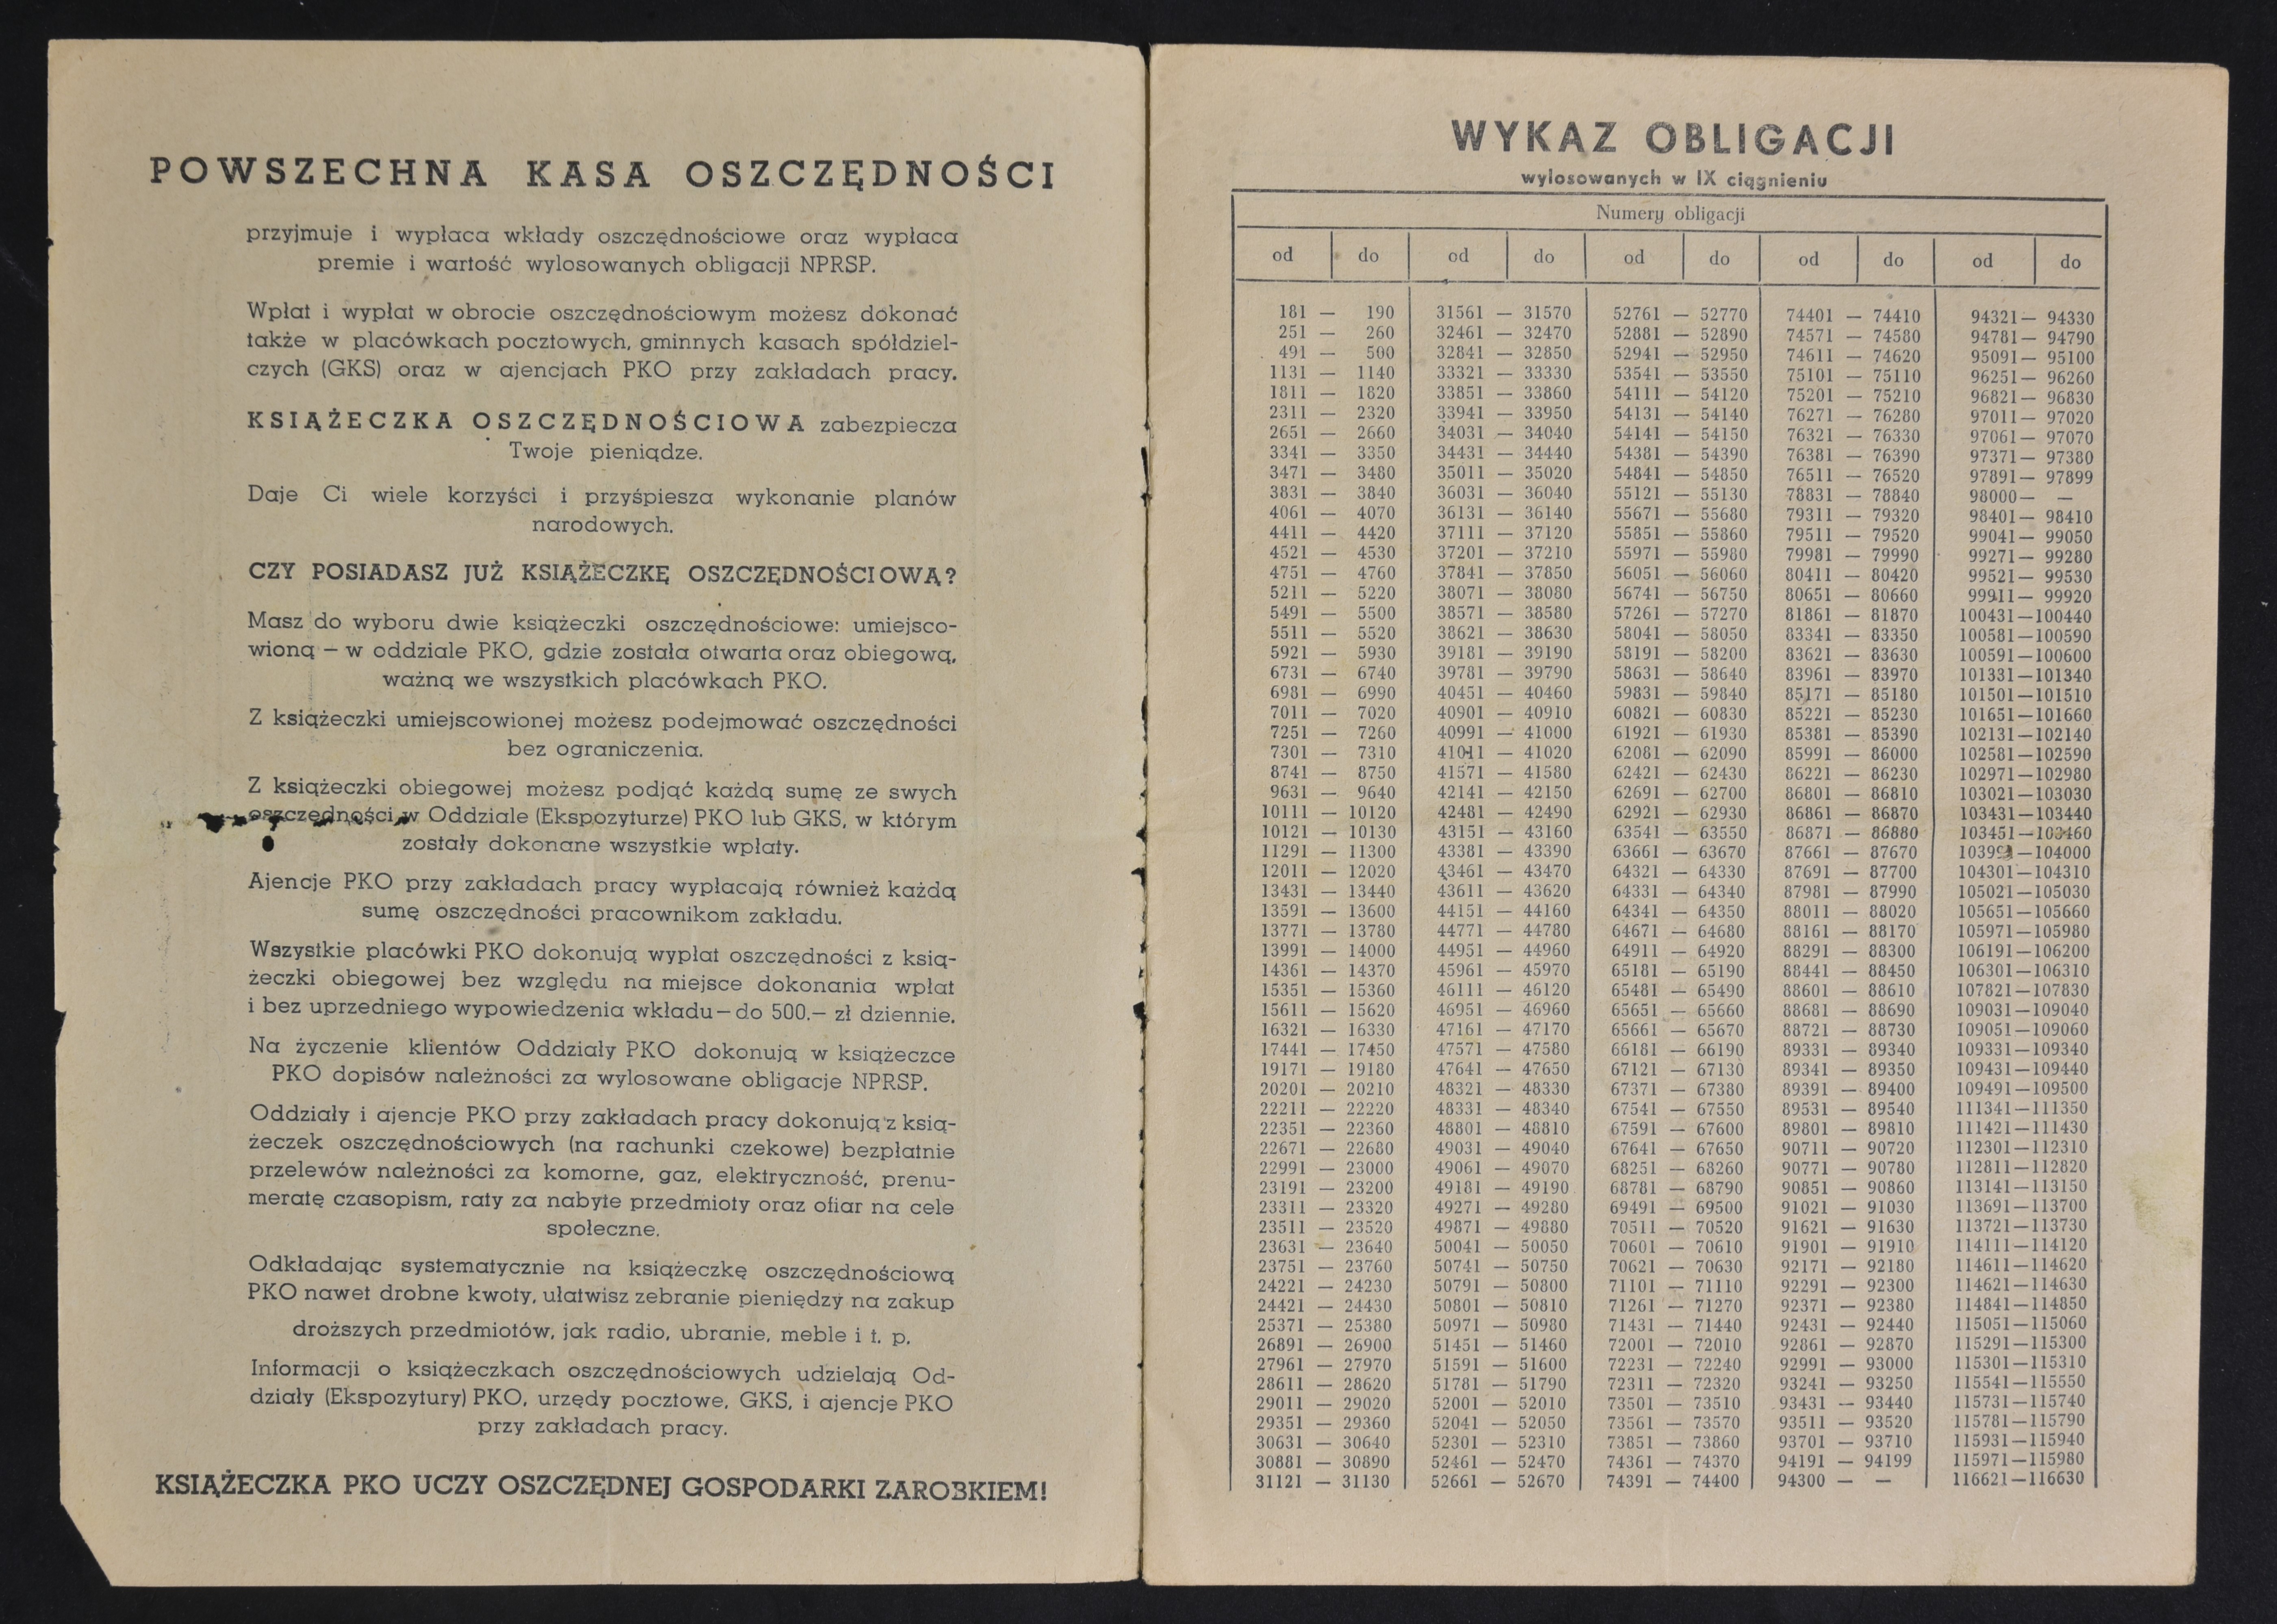 POWSZECHNA KASA OSZCZĘDNOŚCI
przyjmuje i wypłaca wkłady oszczędnościowe oraz wypłaca
premie i wartość wylosowanych obligacji NPRSP.
Wpłat i wypłat w obrocie oszczędnościowym możesz dokonać
także w placówkach pocztowych, gminnych kasach spółdziel-
czych (GKS) oraz w ajencjach PKO przy zakładach pracy.
KSIĄŻECZKA OSZCZĘDNOŚCIOWA zabezpiecza
Twoje pieniądze.
Daje Ci wiele korzyści i przyśpiesza wykonanie planów
narodowych.
CZY POSIADASZ JUŻ KSIĄŻECZKĘ OSZCZĘDNOŚCIOWĄ?
Masz do wyboru dwie książeczki oszczędnościowe: umiejsco-
wioną – w oddziale PKO, gdzie została otwarta oraz obiegową,
ważną we wszystkich placówkach PKO.
Z książeczki umiejscowionej możesz podejmować oszczędności
bez ograniczenia.
Z książeczki obiegowej możesz podjąć każdą sumę ze swych
oszczędności w Oddziale (Ekspozyturze) PKO lub GKS, w którym
zostały dokonane wszystkie wpłaty.
Ajencje PKO przy zakładach pracy wypłacają również każdą
sumę oszczędności pracownikom zakładu.
Wszystkie placówki PKO dokonują wypłat oszczędności z ksią-
żeczki obiegowej bez względu na miejsce dokonania wpłat
i bez uprzedniego wypowiedzenia wkładu – do 500.– zł dziennie.
Na życzenie klientów Oddziały PKO dokonują w książeczce
PKO dopisów należności za wylosowane obligacje NPRSP.
Oddziały i ajencje PKO przy zakładach pracy dokonują z ksią-
żeczek oszczędnościowych (na rachunki czekowe) bezpłatnie
przelewów należności za komorne, gaz, elektryczność, prenu-
meratę czasopism, raty za nabyte przedmioty oraz ofiar na cele
społeczne.
Odkładając systematycznie na książeczkę oszczędnościową
PKO nawet drobne kwoty, ułatwisz zebranie pieniędzy na zakup
droższych przedmiotów, jak radio, ubranie, meble i t. p.
Informacji o książeczkach oszczędnościowych udzielają Od-
działy (Ekspozytury) PKO, urzędy pocztowe, GKS, i ajencje PKO
przy zakładach pracy.
KSIĄŻECZKA PKO UCZY OSZCZĘDNEJ GOSPODARKI ZAROBKIEM!
WYKAZ OBLIGACJI
wylosowanych w IX ciągnieniu
Numery obligacji
od do od do od do od do od do
181 — 190 31561 — 31570 52761 — 52770 74401 — 74410 94321 — 94330
251 — 260 32461 — 32470 52881 — 52890 74571 — 74580 94781 — 94790
491 — 500 32841 — 32850 52941 — 52950 74611 — 74620 95091 — 95100
1131 — 1140 33321 — 33330 53541 — 53550 75101 — 75110 96251 — 96260
1811 — 1820 33851 — 33860 54111 — 54120 75201 — 75210 96821 — 96830
2311 — 2320 33941 — 33950 54131 — 54140 76271 — 76280 97011 — 97020
2651 — 2660 34031 — 34040 54141 — 54150 76321 — 76330 97061 — 97070
3341 — 3350 34431 — 34440 54381 — 54390 76381 — 76390 97371 — 97380
3471 — 3480 35011 — 35020 54841 — 54850 76511 — 76520 97891 — 97899
3831 — 3840 36031 — 36040 55121 — 55130 78831 — 78840 98000 — —
4061 — 4070 36131 — 36140 55671 — 55680 79311 — 79320 98401 — 98410
4411 — 4420 37111 — 37120 55851 — 55860 79511 — 79520 99041 — 99050
4521 — 4530 37201 — 37210 55971 — 55980 79981 — 79990 99271 — 99280
4751 — 4760 37841 — 37850 56051 — 56060 80411 — 80420 99521 — 99530
5211 — 5220 38071 — 38080 56741 — 56750 80651 — 80660 99911 — 99920
5491 — 5500 38571 — 38580 57261 — 57270 81861 — 81870 100431 — 100440
5511 — 5520 38621 — 38630 58041 — 58050 83341 — 83350 100581 — 100590
5921 — 5930 39181 — 39190 58191 — 58200 83621 — 83630 100591 — 100600
6731 — 6740 39781 — 39790 58631 — 58640 83961 — 83970 101331 — 101340
6981 — 6990 40451 — 40460 59831 — 59840 85171 — 85180 101501 — 101510
7011 — 7020 40901 — 40910 60821 — 60830 85221 — 85230 101651 — 101660
7251 — 7260 40991 — 41000 61921 — 61930 85381 — 85390 102131 — 102140
7301 — 7310 41011 — 41020 62081 — 62090 85991 — 86000 102581 — 102590
8741 — 8750 41571 — 41580 62421 — 62430 86221 — 86230 102971 — 102980
9631 — 9640 42141 — 42150 62691 — 62700 86801 — 86810 103021 — 103030
10111 — 10120 42481 — 42490 62921 — 62930 86861 — 86870 103431 — 103440
10121 — 10130 43151 — 43160 63541 — 63550 86871 — 86880 103451 — 103460
11291 — 11300 43381 — 43390 63661 — 63670 87661 — 87670 103991 — 104000
12011 — 12020 43461 — 43470 64321 — 64330 87691 — 87700 104301 — 104310
13431 — 13440 43611 — 43620 64331 — 64340 87981 — 87990 105021 — 105030
13591 — 13600 44151 — 44160 64341 — 64350 88011 — 88020 105651 — 105660
13771 — 13780 44771 — 44780 64671 — 64680 88161 — 88170 105971 — 105980
13991 — 14000 44951 — 44960 64911 — 64920 88291 — 88300 106191 — 106200
14361 — 14370 45961 — 45970 65181 — 65190 88441 — 88450 106301 — 106310
15351 — 15360 46111 — 46120 65481 — 65490 88601 — 88610 107821 — 107830
15611 — 15620 46951 — 46960 65651 — 65660 88681 — 88690 109031 — 109040
16321 — 16330 47161 — 47170 65661 — 65670 88721 — 88730 109051 — 109060
17441 — 17450 47571 — 47580 66181 — 66190 89331 — 89340 109331 — 109340
19171 — 19180 47641 — 47650 67121 — 67130 89341 — 89350 109431 — 109440
20201 — 20210 48321 — 48330 67371 — 67380 89391 — 89400 109491 — 109500
22211 — 22220 48331 — 48340 67541 — 67550 89531 — 89540 111341 — 111350
22351 — 22360 48801 — 48810 67591 — 67600 89801 — 89810 111421 — 111430
22671 — 22680 49031 — 49040 67641 — 67650 90711 — 90720 112301 — 112310
22991 — 23000 49061 — 49070 68251 — 68260 90771 — 90780 112811 — 112820
23191 — 23200 49181 — 49190 68781 — 68790 90851 — 90860 113141 — 113150
23311 — 23320 49271 — 49280 69491 — 69500 91021 — 91030 113691 — 113700
23511 — 23520 49871 — 49880 70511 — 70520 91621 — 91630 113721 — 113730
23631 — 23640 50041 — 50050 70601 — 70610 91901 — 91910 114111 — 114120
23751 — 23760 50741 — 50750 70621 — 70630 92171 — 92180 114611 — 114620
24221 — 24230 50791 — 50800 71101 — 71110 92291 — 92300 114621 — 114630
24421 — 24430 50801 — 50810 71261 — 71270 92371 — 92380 114841 — 114850
25371 — 25380 50971 — 50980 71431 — 71440 92431 — 92440 115051 — 115060
26891 — 26900 51451 — 51460 72001 — 72010 92861 — 92870 115291 — 115300
27961 — 27970 51591 — 51600 72231 — 72240 92991 — 93000 115301 — 115310
28611 — 28620 51781 — 51790 72311 — 72320 93241 — 93250 115541 — 115550
29011 — 29020 52001 — 52010 73501 — 73510 93431 — 93440 115731 — 115740
29351 — 29360 52041 — 52050 73561 — 73570 93511 — 93520 115781 — 115790
30631 — 30640 52301 — 52310 73851 — 73860 93701 — 93710 115931 — 115940
30881 — 30890 52461 — 52470 74361 — 74370 94191 — 94199 115971 — 115980
31121 — 31130 52661 — 52670 74391 — 74400 94300 — — 116621 — 116630